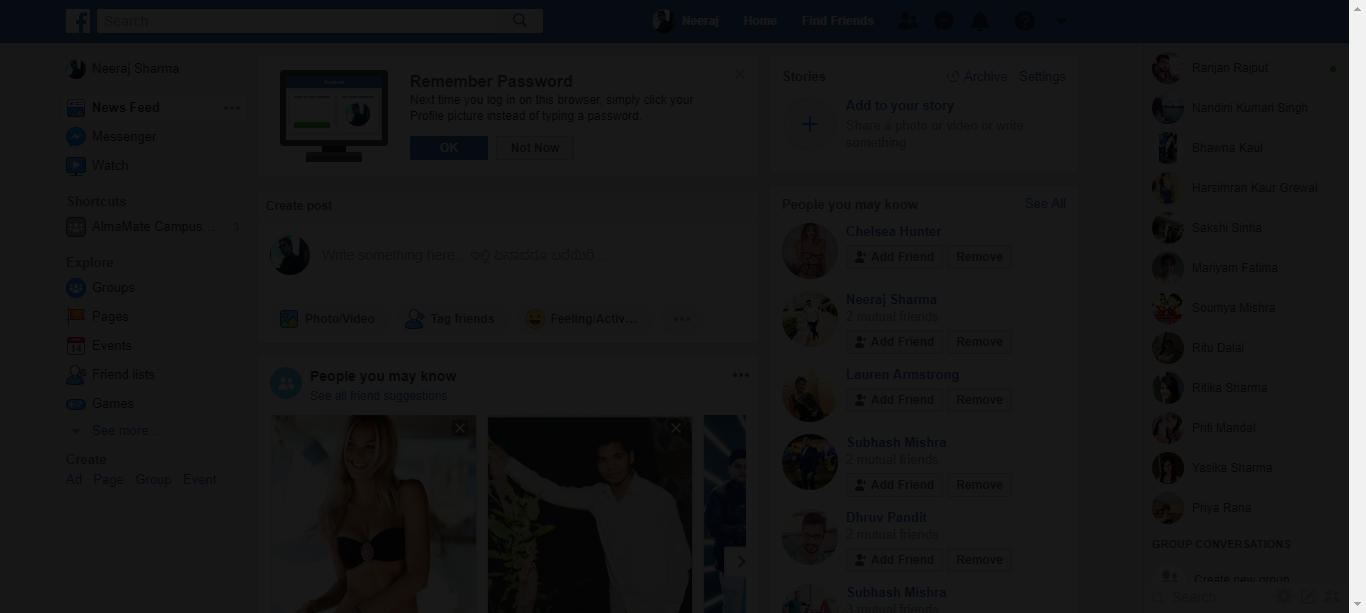 Search
Neeraj
Home
Find Friends
Neeraj Sharma
News Feed
Messenger
Watch
Shortcuts
AlmaMate Campus...
3
Explore
Groups
Pages
14
Events
Friend lists
Games
See more...
Create
Ad Page Group Event
Remember Password
Next time you log in on this browser, simply click your
Profile picture instead of typing a password.
OK
Not Now
Create post
Write something here...
Photo/Video
Tag friends
Feeling/Activ...
People you may know
See all friend suggestions
Stories
Archive
Settings
Add to your story
Share a photo or video or write
something
People you may know
See All
Chelsea Hunter
Add Friend
Remove
Neeraj Sharma
2 mutual friends
Add Friend
Remove
Lauren Armstrong
Add Friend
Remove
Subhash Mishra
2 mutual friends
Add Friend
Remove
Dhruv Pandit
2 mutual friends
Add Friend
Remove
Subhash Mishra
3 mutual friends
Ranjan Rajput
Nandini Kumari Singh
Bhawna Kaul
Harsimran Kaur Grewal
Sakshi Sinha
Mariyam Fatima
Soumya Mishra
Ritu Dalal
Ritika Sharma
Priti Mandal
Yasika Sharma
Priya Rana
GROUP CONVERSATIONS
Create new group
Search